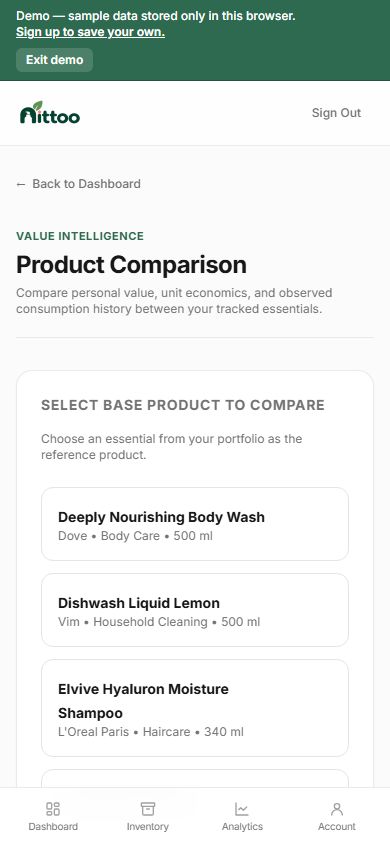 Demo — sample data stored only in this browser.
Sign up to save your own.
Exit demo
Nittoo
Sign Out
← Back to Dashboard
VALUE INTELLIGENCE
Product Comparison
Compare personal value, unit economics, and observed
consumption history between your tracked essentials.
SELECT BASE PRODUCT TO COMPARE
Choose an essential from your portfolio as the
reference product.
Deeply Nourishing Body Wash
Dove • Body Care • 500 ml
Dishwash Liquid Lemon
Vim • Household Cleaning • 500 ml
Elvive Hyaluron Moisture
Shampoo
L'Oreal Paris • Haircare • 340 ml
Dashboard
Inventory
Analytics
Account